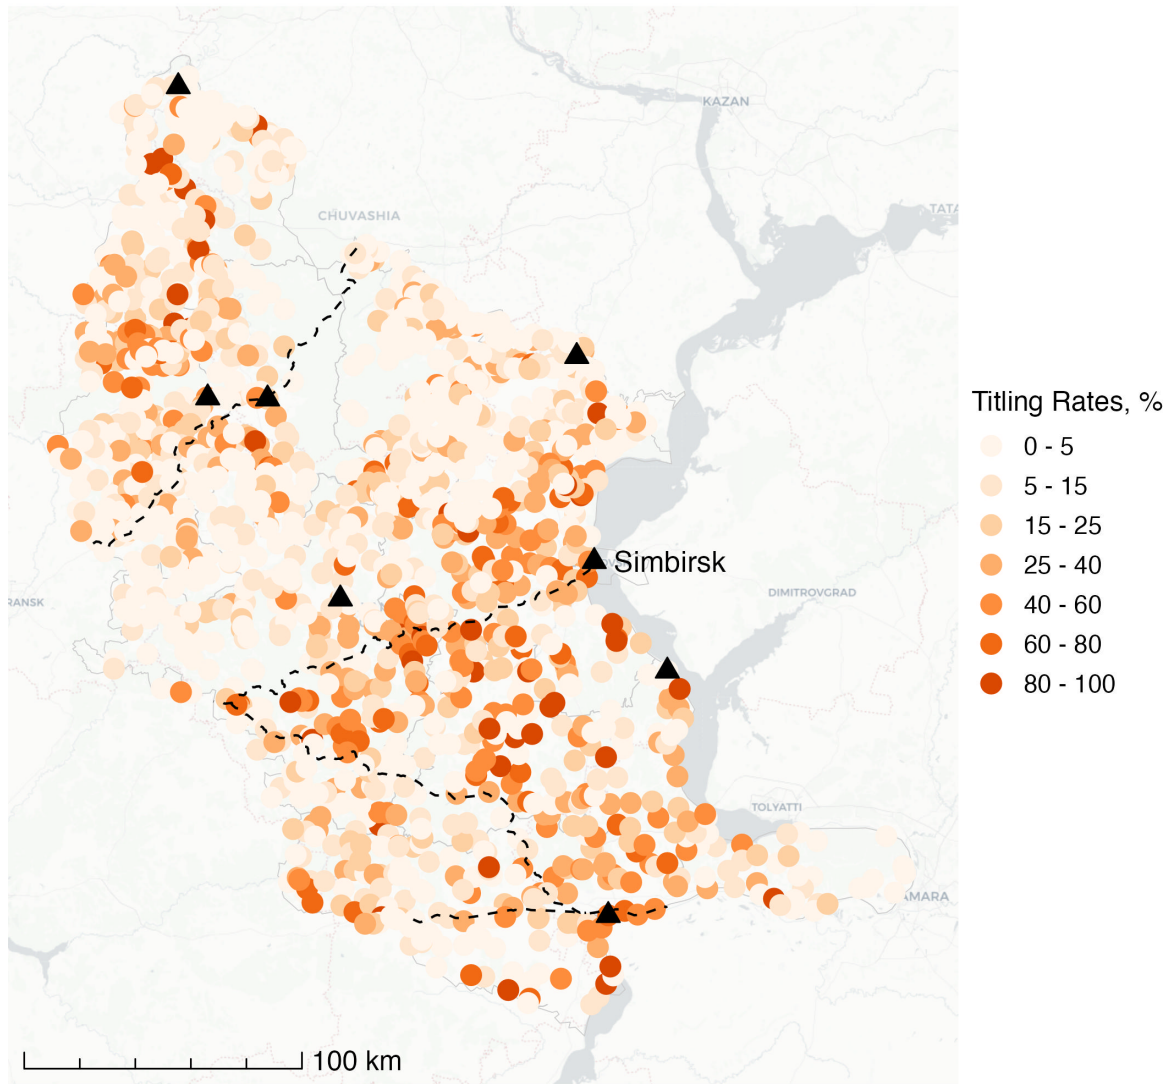 KAZAN
TATA
CHUVASHIA
Titling Rates, %
0 - 5
5 - 15
15 - 25
25 - 40
40 - 60
60 - 80
80 - 100
Simbirsk
DIMITROVGRAD
RANSK
TOLYATTI
AMARA
100 km